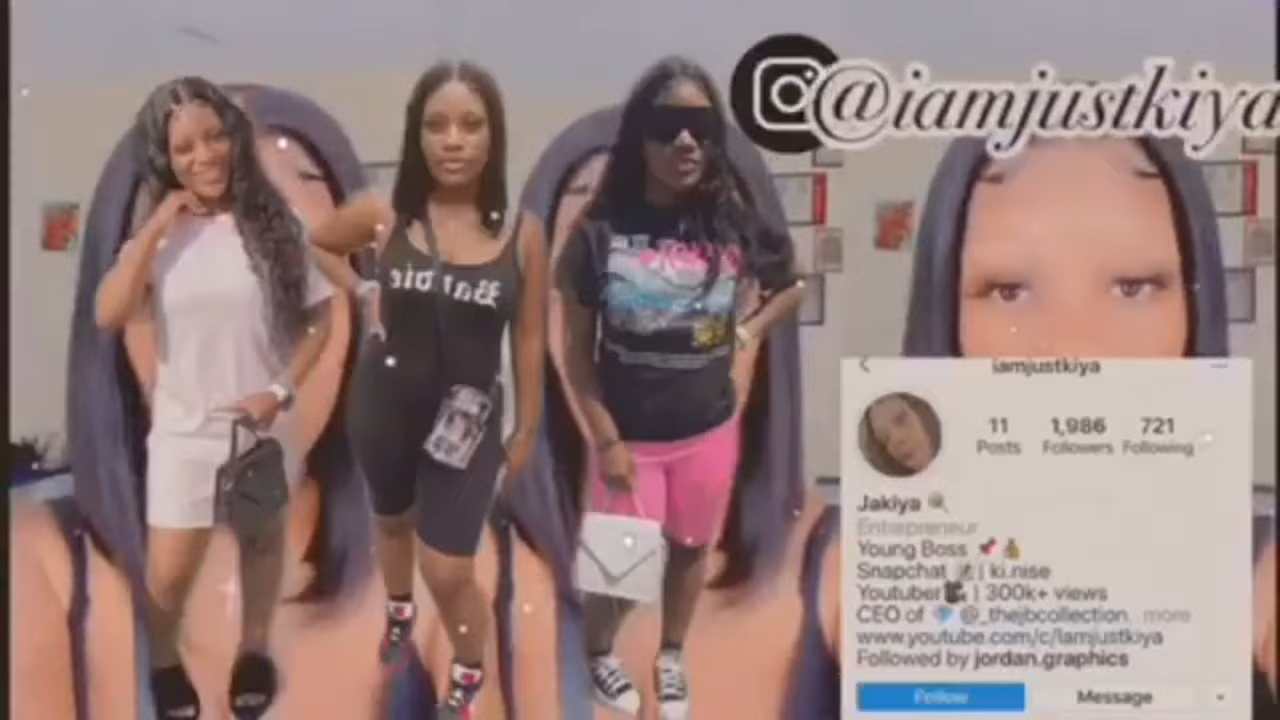 @iamjustkiya
iamjustkiya
11 1,986 721
Posts Followers Following
Jakiya
Entrepreneur
Young Boss
Snapchat | ki.nise
Youtuber | 300k+ views
CEO of @_thejbcollection more
www.youtube.com/c/Iamjustkiya
Followed by jordan.graphics
Follow Message